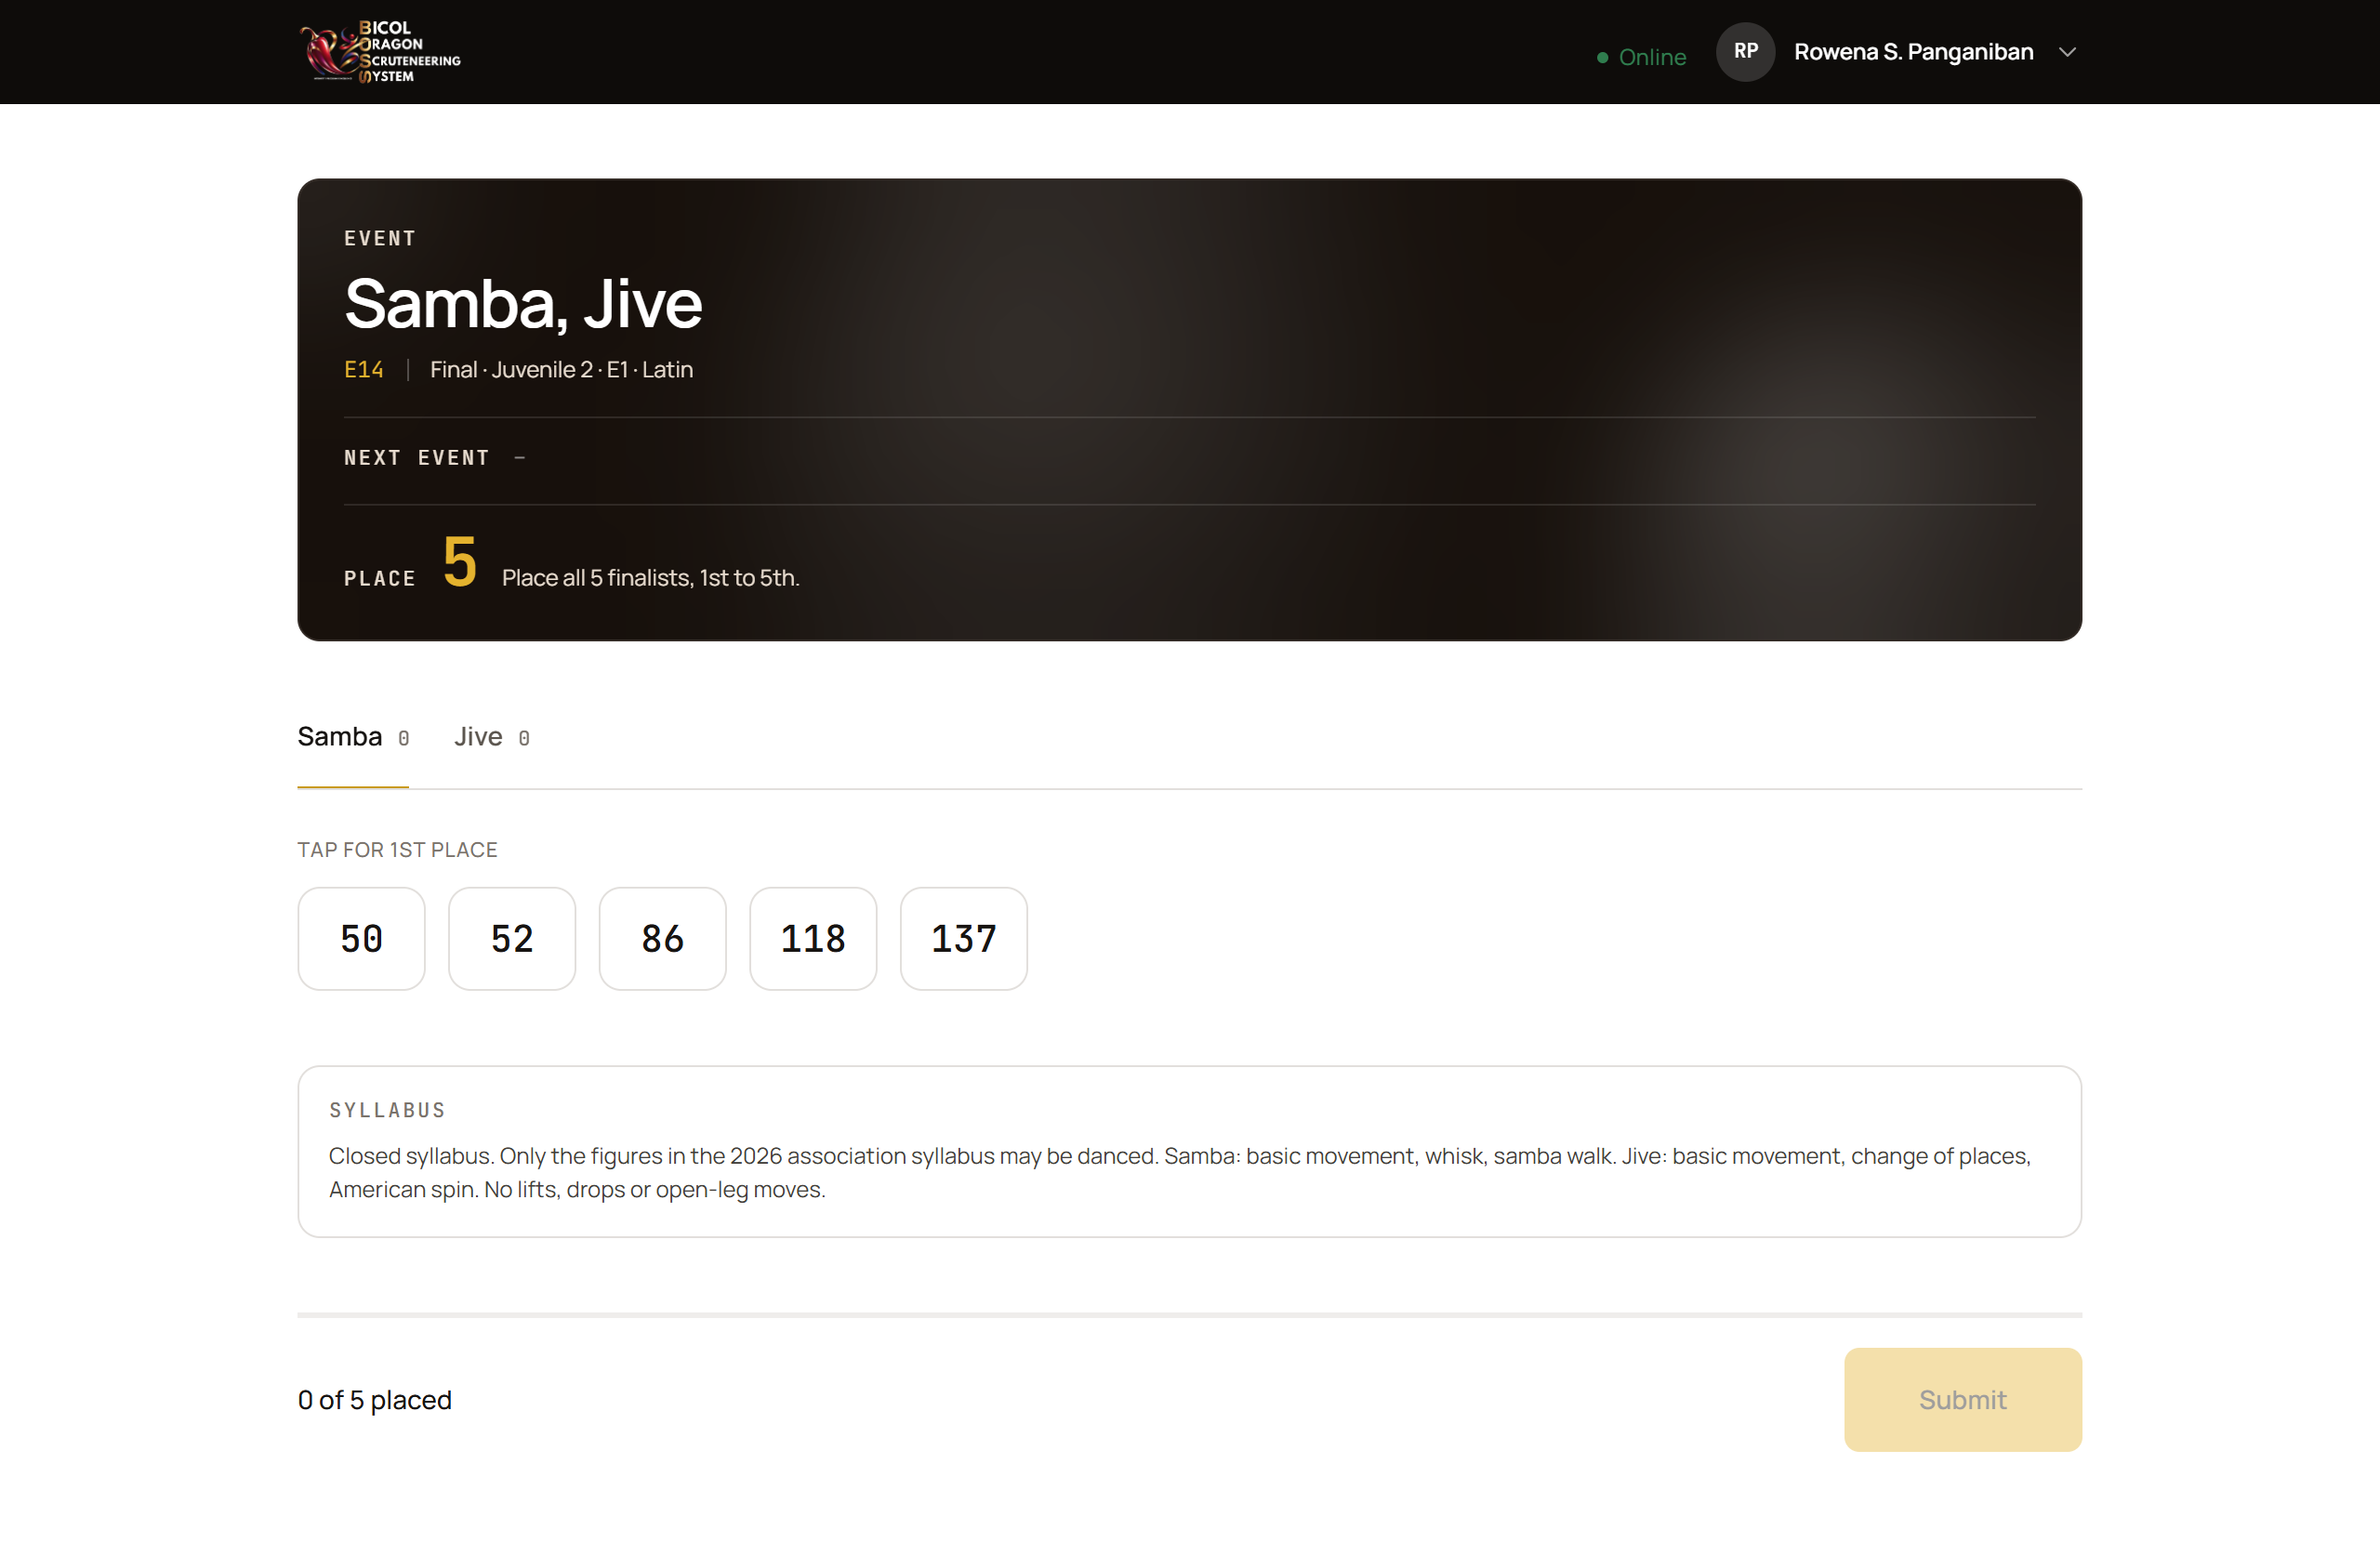 BICOL
DRAGON
SCRUTENEERING
SYSTEM
Online
RP
Rowena S. Panganiban
EVENT
Samba, Jive
E14 | Final · Juvenile 2 · E1 · Latin
NEXT EVENT –
PLACE 5 Place all 5 finalists, 1st to 5th.
Samba 0 Jive 0
TAP FOR 1ST PLACE
50 52 86 118 137
SYLLABUS
Closed syllabus. Only the figures in the 2026 association syllabus may be danced. Samba: basic movement, whisk, samba walk. Jive: basic movement, change of places,
American spin. No lifts, drops or open-leg moves.
0 of 5 placed
Submit